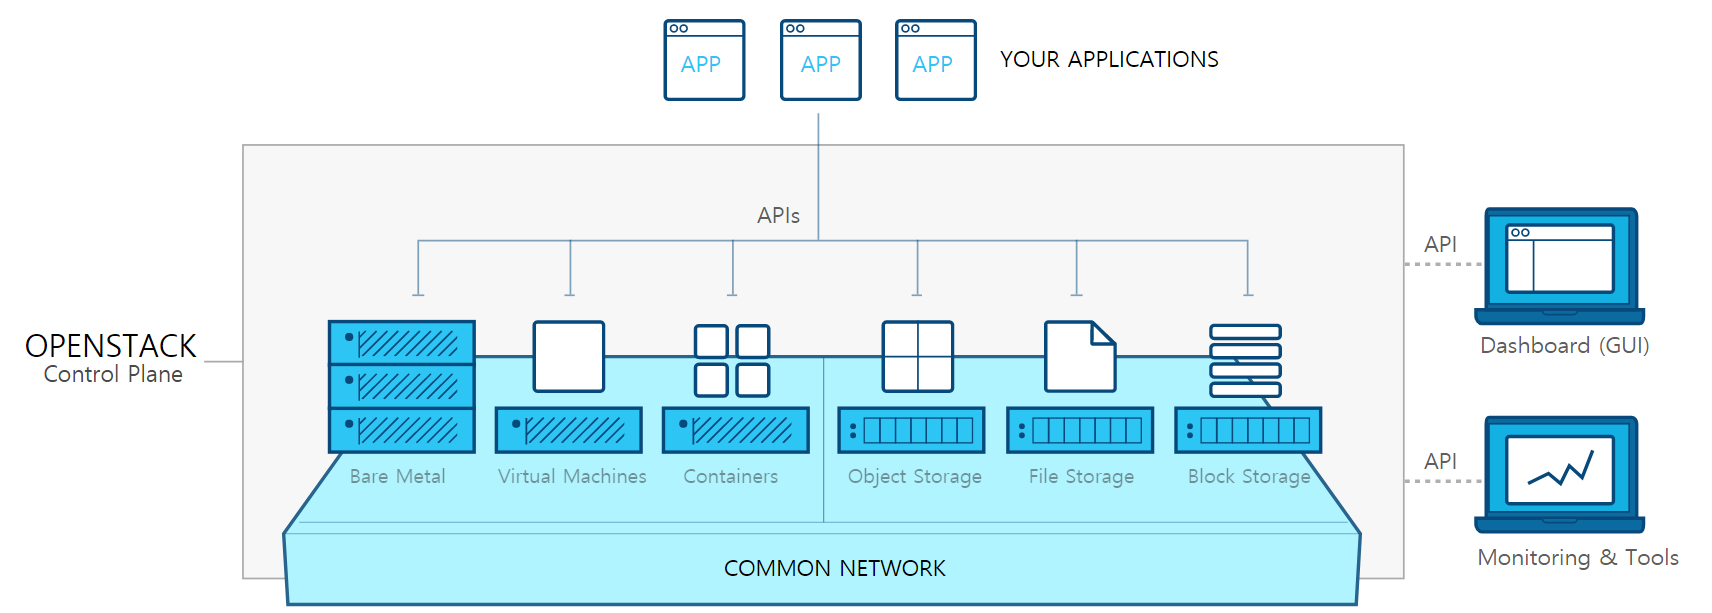 APP
APP
APP
YOUR APPLICATIONS
APIs
API
Dashboard (GUI)
OPENSTACK
Control Plane
API
Monitoring & Tools
Bare Metal
Virtual Machines
Containers
Object Storage
File Storage
Block Storage
COMMON NETWORK